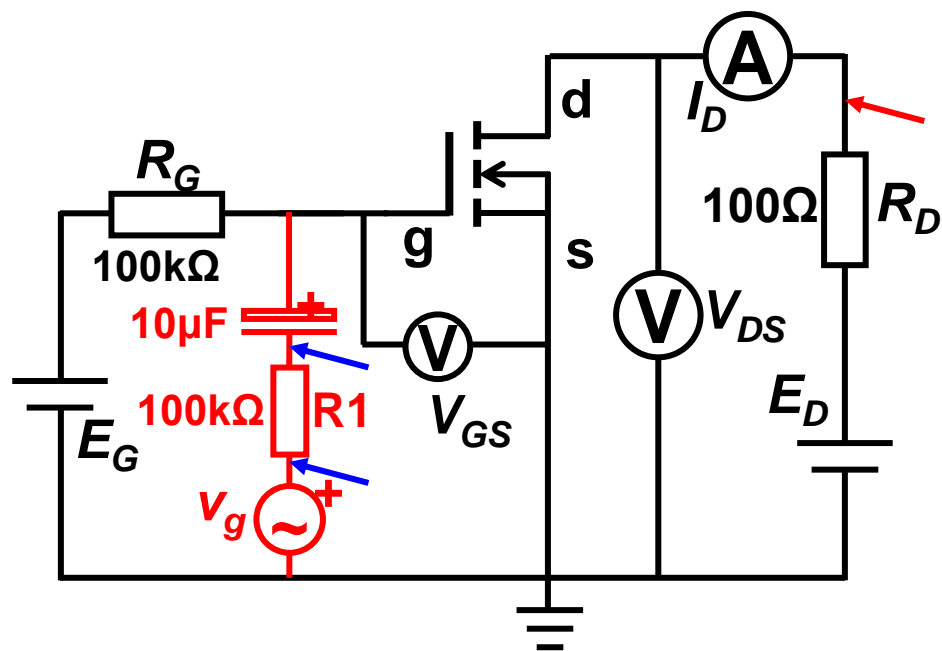 A
I_D
d
R_G
100kΩ
g
s
100Ω
R_D
+
10μF
V
V_GS
V
V_DS
100kΩ
R1
E_G
E_D
v_g
+
~